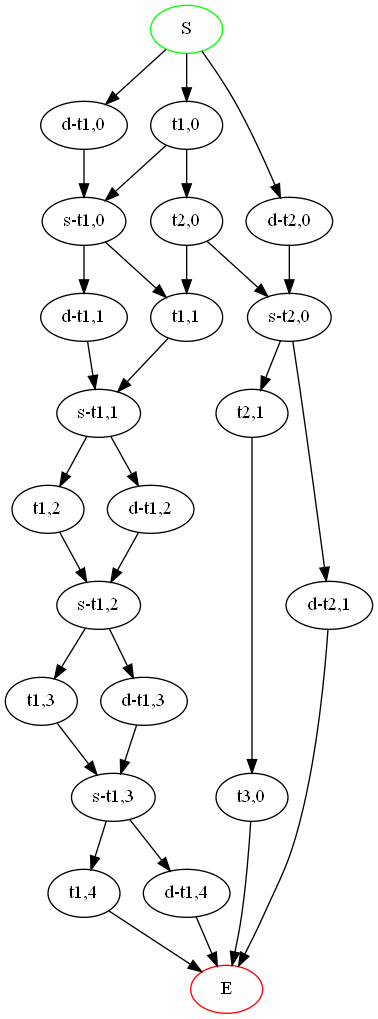 S
d-t1,0
t1,0
s-t1,0
t2,0
d-t2,0
d-t1,1
t1,1
s-t2,0
s-t1,1
t2,1
t1,2
d-t1,2
s-t1,2
d-t2,1
t1,3
d-t1,3
s-t1,3
t3,0
t1,4
d-t1,4
E